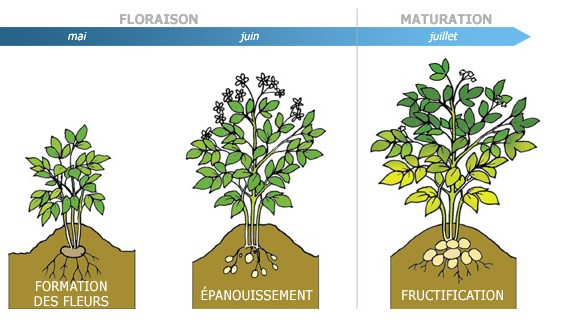 FLORAISON
MATURATION
mai
juin
juillet
FORMATION
DES FLEURS
ÉPANOUISSEMENT
FRUCTIFICATION